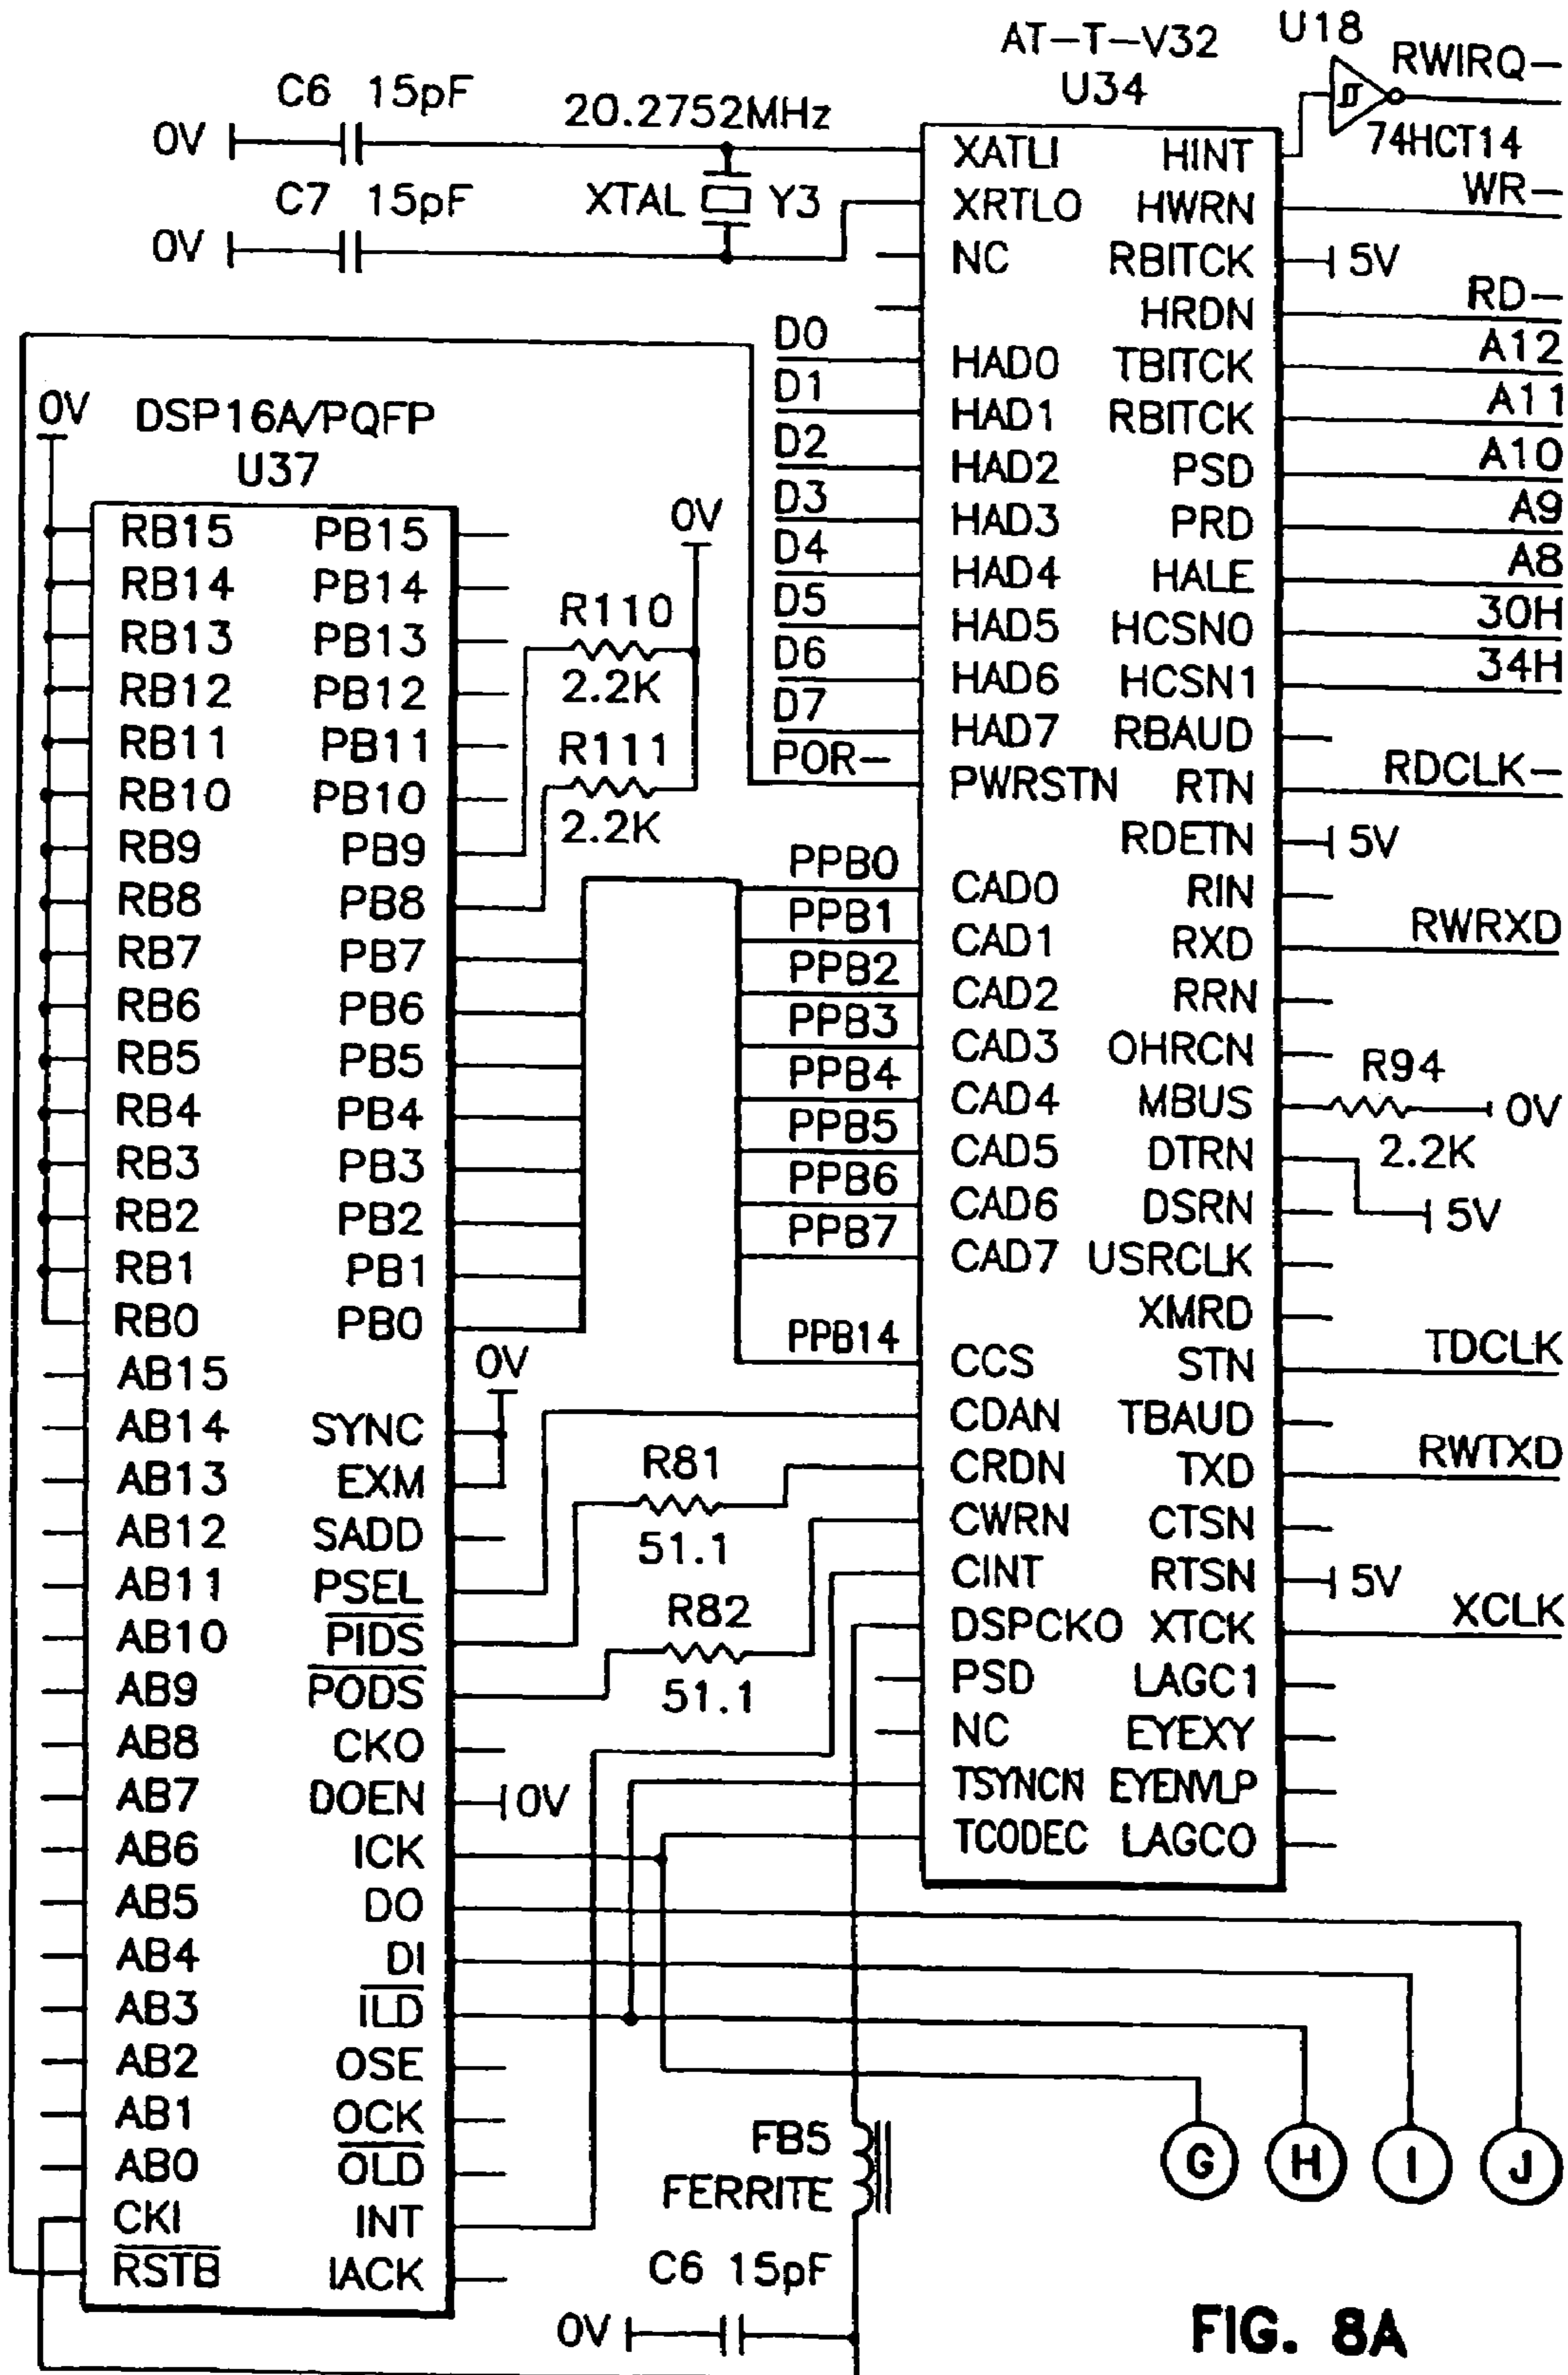 AT-T-V32
U34
U18
RWIRQ-
74HCT14
C6 15pF
0V
20.2752MHz
C7 15pF
0V
XTAL Y3
XATLI HINT
XRTLO HWRN WR-
NC RBITCK 5V
HRDN RD-
D0 HAD0 TBITCK A12
D1 HAD1 RBITCK A11
D2 HAD2 PSD A10
D3 HAD3 PRD A9
D4 HAD4 HALE A8
D5 HAD5 HCSN0 30H
D6 HAD6 HCSN1 34H
D7 HAD7 RBAUD
POR- PWRSTN RTN RDCLK-
RDETN 5V
PPB0 CAD0 RIN
PPB1 CAD1 RXD RWRXD
PPB2 CAD2 RRN
PPB3 CAD3 OHRCN
PPB4 CAD4 MBUS R94 0V
2.2K
PPB5 CAD5 DTRN
PPB6 CAD6 DSRN 5V
PPB7 CAD7 USRCLK
XMRD
PPB14 CCS STN TDCLK
CDAN TBAUD
CRDN TXD RWTXD
CWRN CTSN
CINT RTSN 5V
DSPCKO XTCK XCLK
PSD LAGC1
NC EYEXY
TSYNCN EYENVLP
TCODEC LAGCO
0V
DSP16A/PQFP
U37
RB15 PB15
RB14 PB14
RB13 PB13
RB12 PB12
RB11 PB11
RB10 PB10
RB9 PB9
RB8 PB8
RB7 PB7
RB6 PB6
RB5 PB5
RB4 PB4
RB3 PB3
RB2 PB2
RB1 PB1
RB0 PB0
AB15
AB14 SYNC
AB13 EXM
AB12 SADD
AB11 PSEL
AB10 PIDS
AB9 PODS
AB8 CKO
AB7 DOEN 0V
AB6 ICK
AB5 DO
AB4 DI
AB3 ILD
AB2 OSE
AB1 OCK
AB0 OLD
CKI INT
RSTB IACK
0V
R110
2.2K
R111
2.2K
0V
R81
51.1
R82
51.1
FB5
FERRITE
C6 15pF
0V
G H I J
FIG. 8A